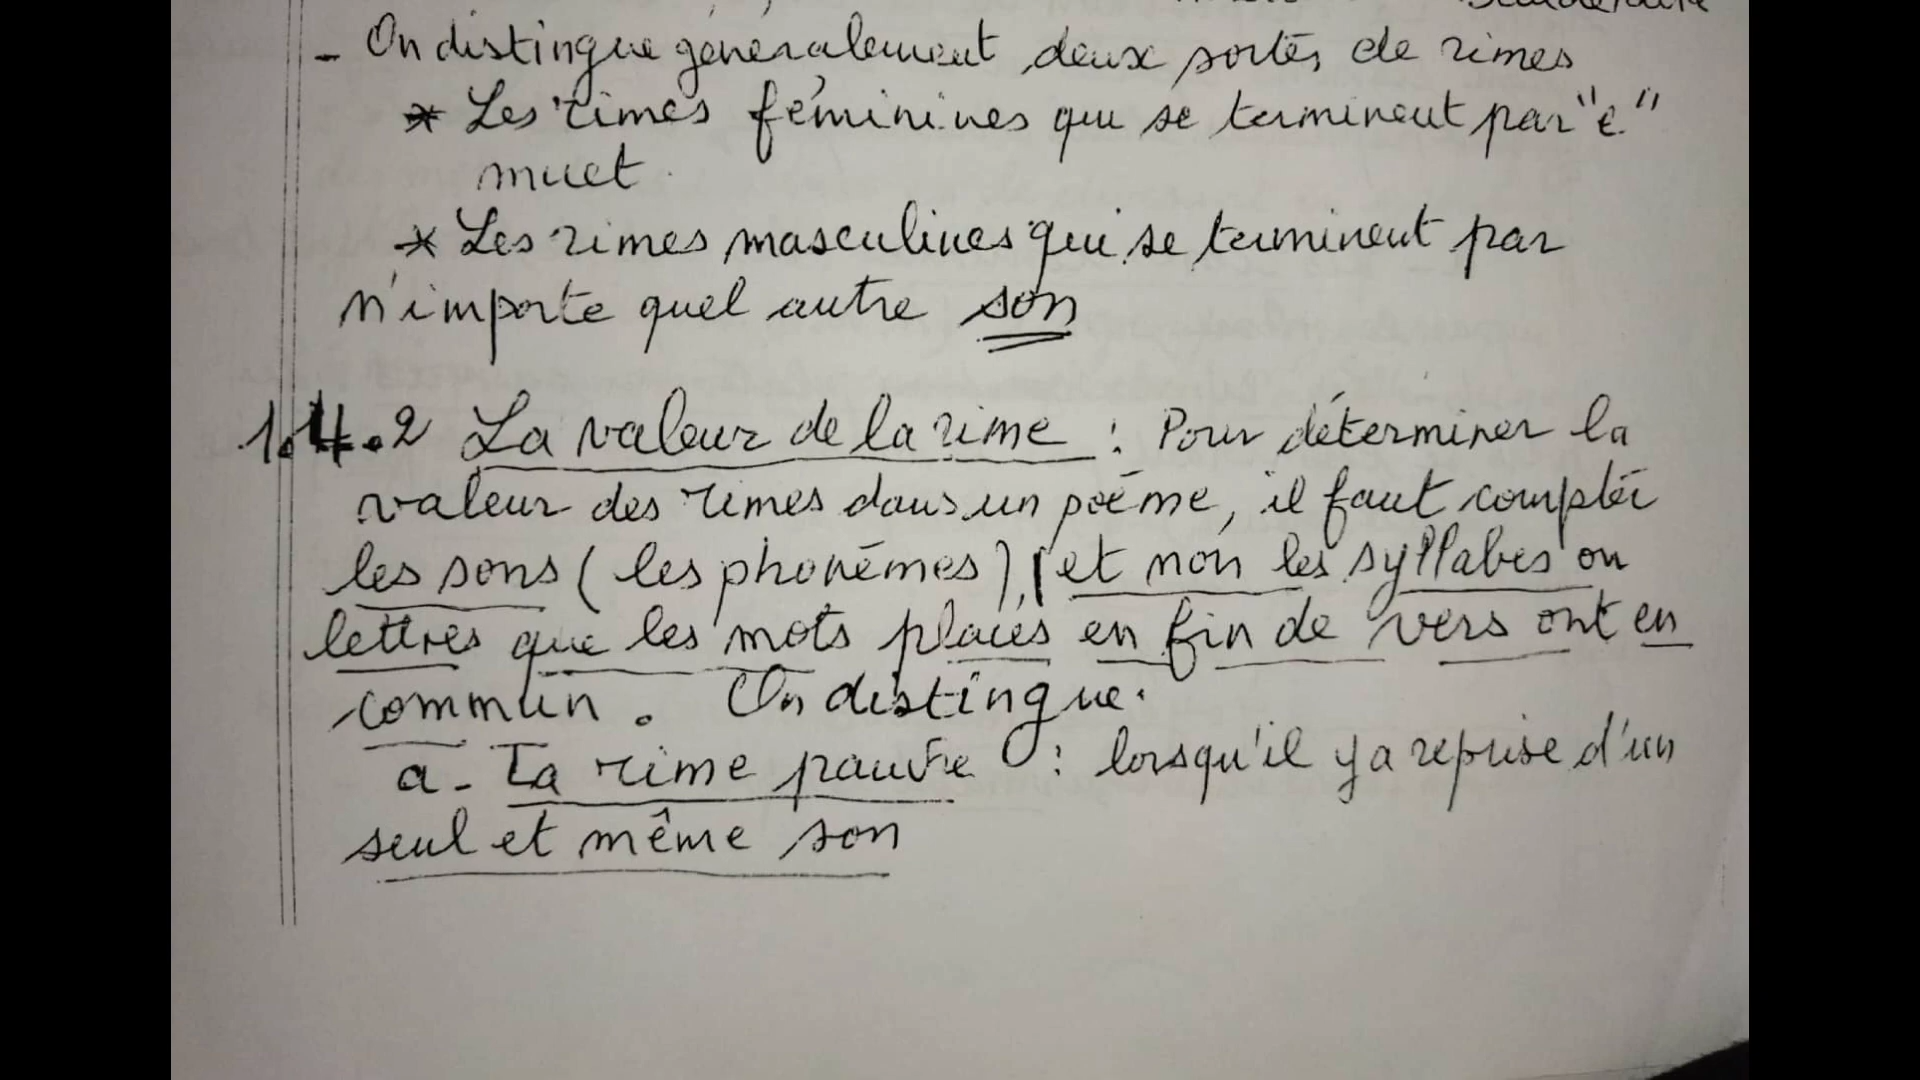 - On distingue généralement deux sortes de rimes
* Les rimes féminines qui se terminent par "e"
muet.
* Les rimes masculines qui se terminent par
n'importe quel autre son
1.4.2 La valeur de la rime : Pour déterminer la
valeur des rimes dans un poème, il faut compter
les sons (les phonèmes), et non les syllabes ou
lettres que les mots placés en fin de vers ont en
commun. On distingue:
a- La rime pauvre : lorsqu'il y a reprise d'un
seul et même son